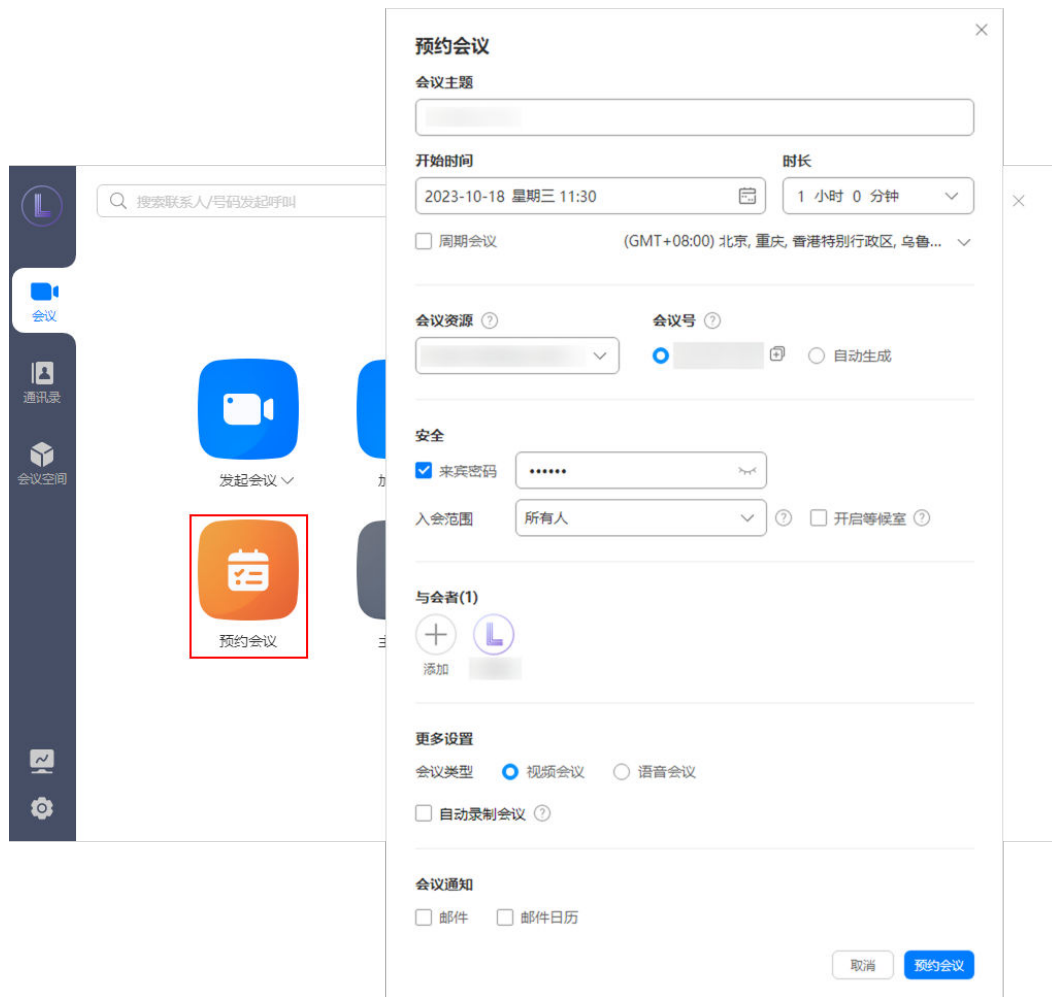 预约会议
会议主题
开始时间
时长
2023-10-18 星期三 11:30
1 小时 0 分钟
周期会议
(GMT+08:00) 北京, 重庆, 香港特别行政区, 乌鲁...
会议资源
会议号
自动生成
安全
来宾密码
••••••
入会范围
所有人
开启等候室
与会者(1)
L
添加
更多设置
会议类型
视频会议
语音会议
自动录制会议
会议通知
邮件
邮件日历
取消
预约会议
L
搜索联系人/号码发起呼叫
会议
通讯录
会议空间
发起会议
预约会议